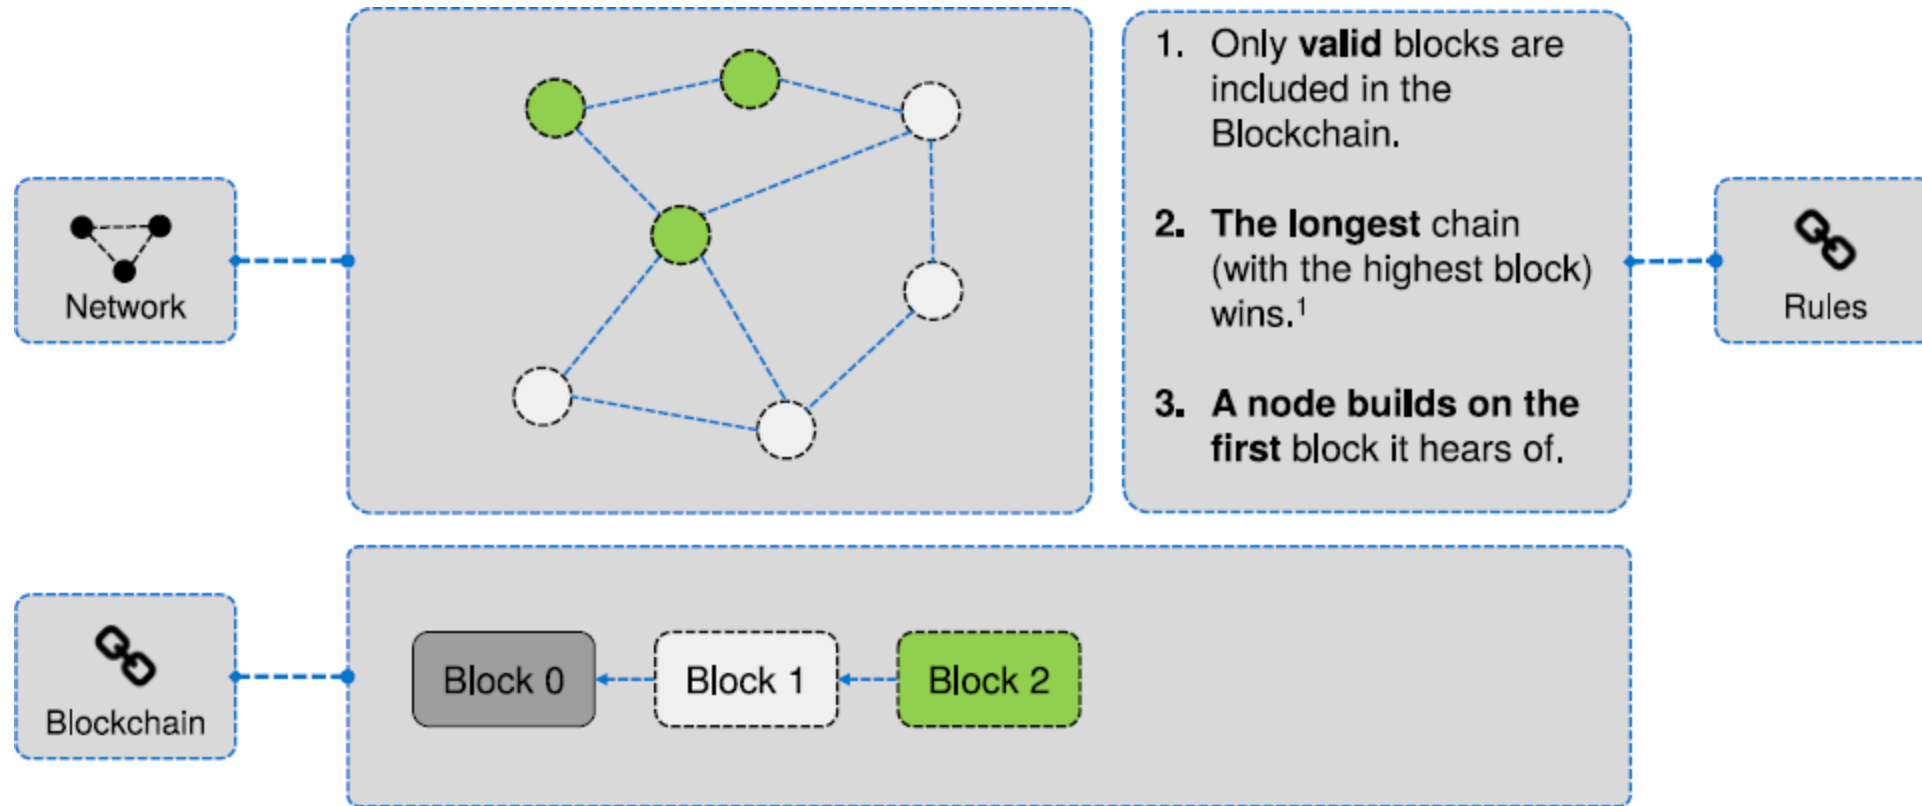 Network
1. Only valid blocks are
included in the
Blockchain.
2. The longest chain
(with the highest block)
wins.¹
3. A node builds on the
first block it hears of.
Rules
Blockchain
Block 0
Block 1
Block 2